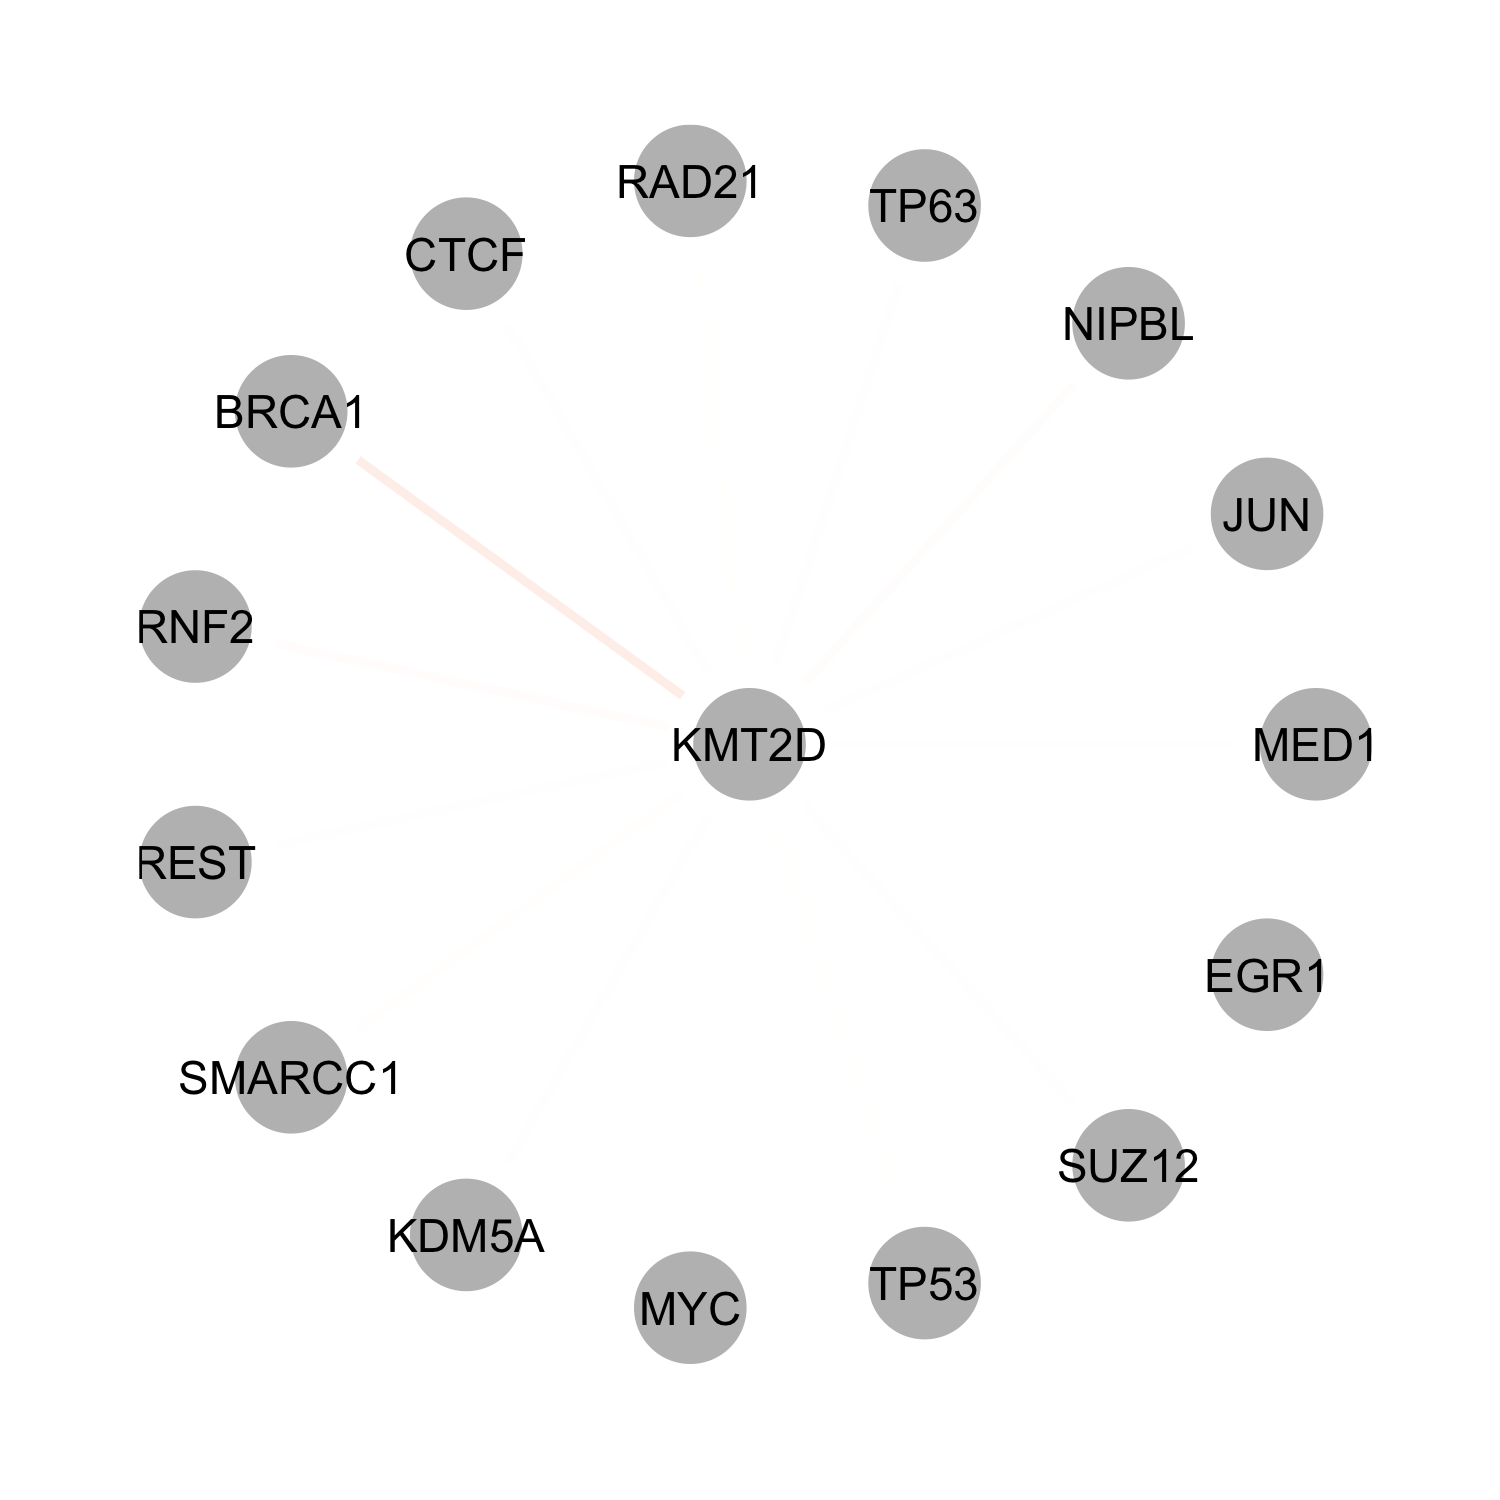 RAD21
TP63
CTCF
NIPBL
BRCA1
JUN
RNF2
KMT2D
MED1
REST
EGR1
SMARCC1
SUZ12
KDM5A
TP53
MYC